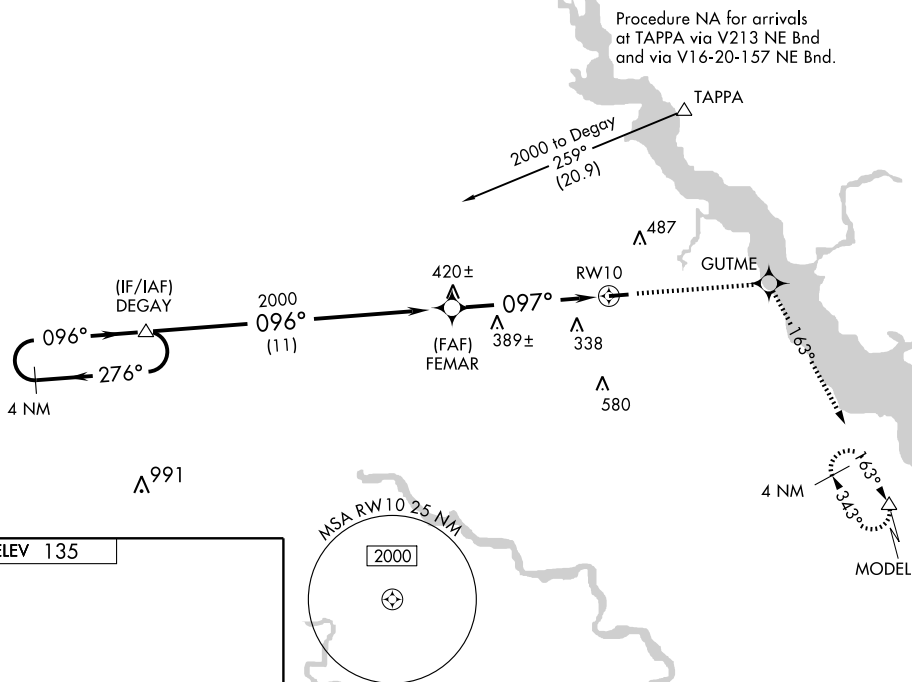 Procedure NA for arrivals
at TAPPA via V213 NE Bnd
and via V16-20-157 NE Bnd.
TAPPA
2000 to Degay
259°
(20.9)
487
420±
RW10
GUTME
(IF/IAF)
DEGAY
2000
096°
(11)
097°
096°
276°
4 NM
(FAF)
FEMAR
389±
338
580
163°
991
4 NM
163°
343°
MODEL
ELEV 135
MSA RW10 25 NM
2000